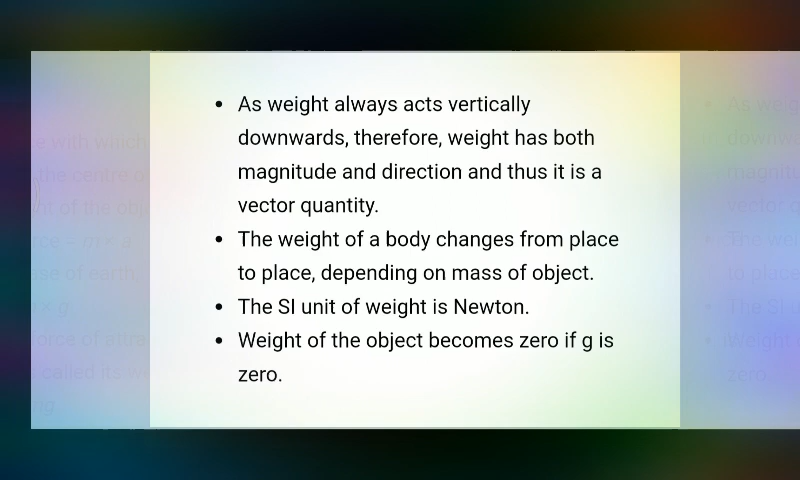 • As weight always acts vertically
downwards, therefore, weight has both
magnitude and direction and thus it is a
vector quantity.
• The weight of a body changes from place
to place, depending on mass of object.
• The SI unit of weight is Newton.
• Weight of the object becomes zero if g is
zero.